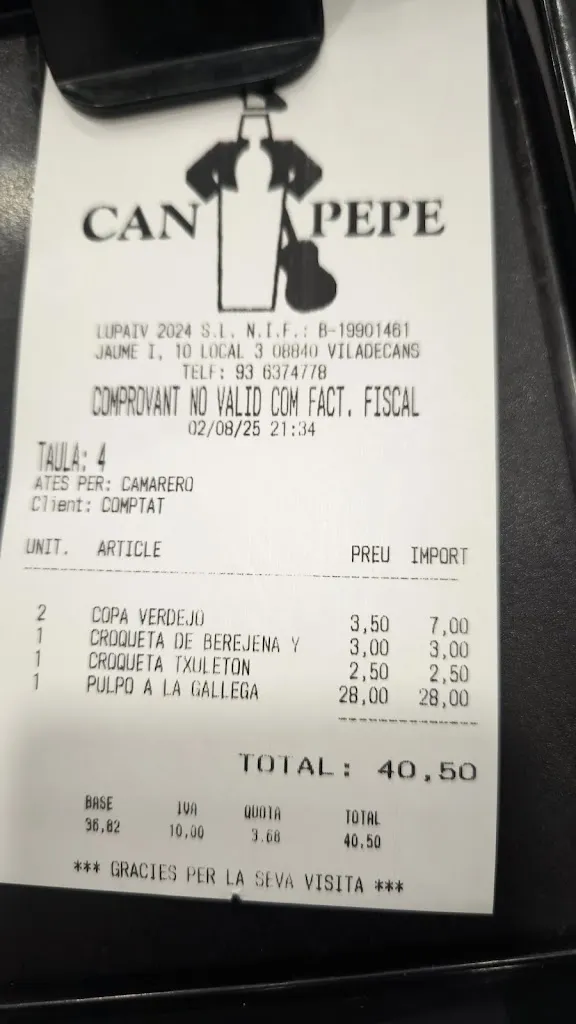 CAN PEPE
LUPAIV 2024 S.L. N.I.F.: B-19901461
JAUME I, 10 LOCAL 3 08840 VILADECANS
TELF: 93 6374778
COMPROVANT NO VALID COM FACT. FISCAL
02/08/25 21:34
TAULA: 4
ATES PER: CAMARERO
Client: COMPTAT
UNIT. ARTICLE PREU IMPORT
2 COPA VERDEJO 3,50 7,00
1 CROQUETA DE BEREJENA Y 3,00 3,00
1 CROQUETA TXULETON 2,50 2,50
1 PULPO A LA GALLEGA 28,00 28,00
TOTAL: 40,50
BASE IVA QUOTA TOTAL
36,82 10,00 3.68 40,50
*** GRACIES PER LA SEVA VISITA ***